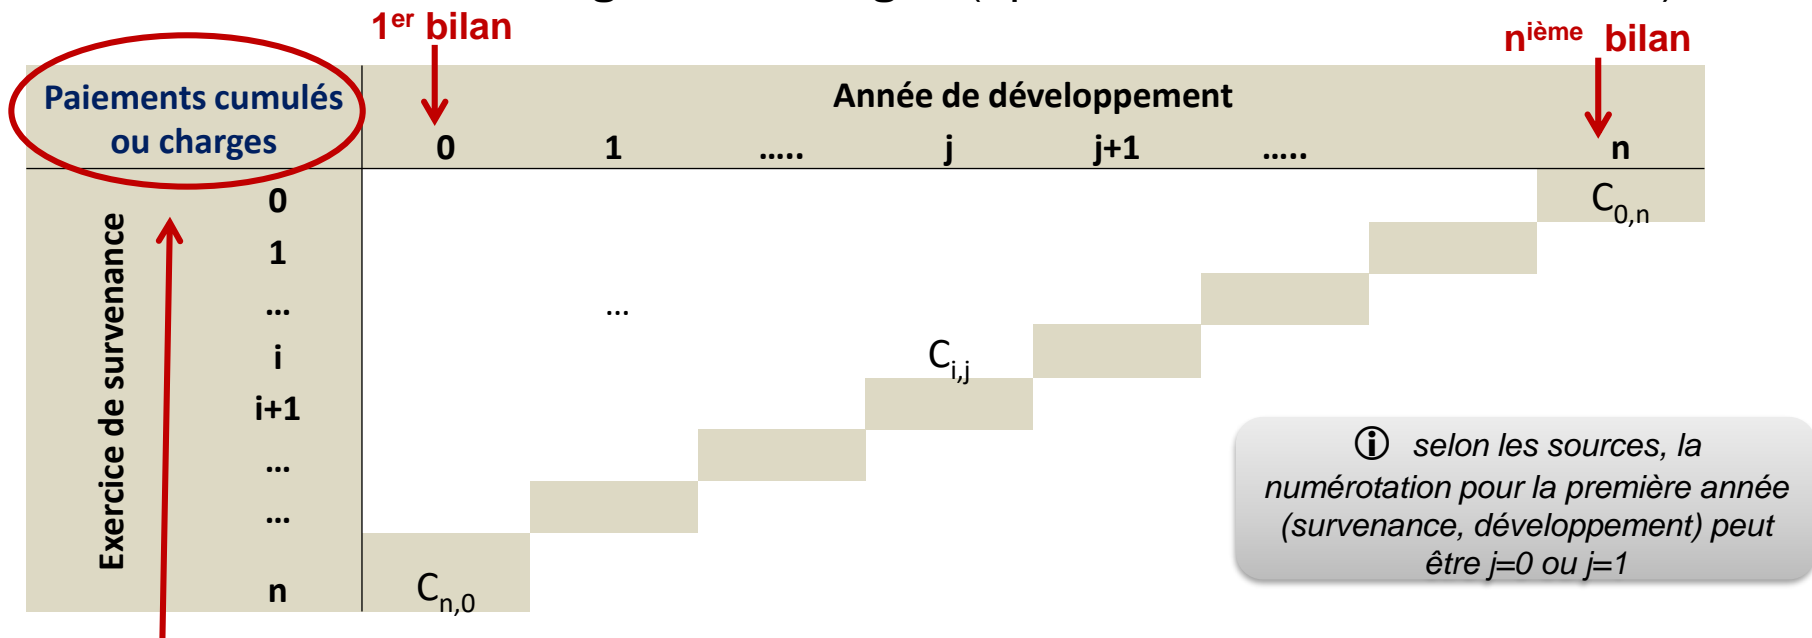 1er bilan
nième bilan
Paiements cumulés
ou charges
Année de développement
0 1 ..... j j+1 ..... n
Exercice de survenance
0 C0,n
1
... ...
i Ci,j
i+1
...
...
n Cn,0
ⓘ selon les sources, la
numérotation pour la première année
(survenance, développement) peut
être j=0 ou j=1